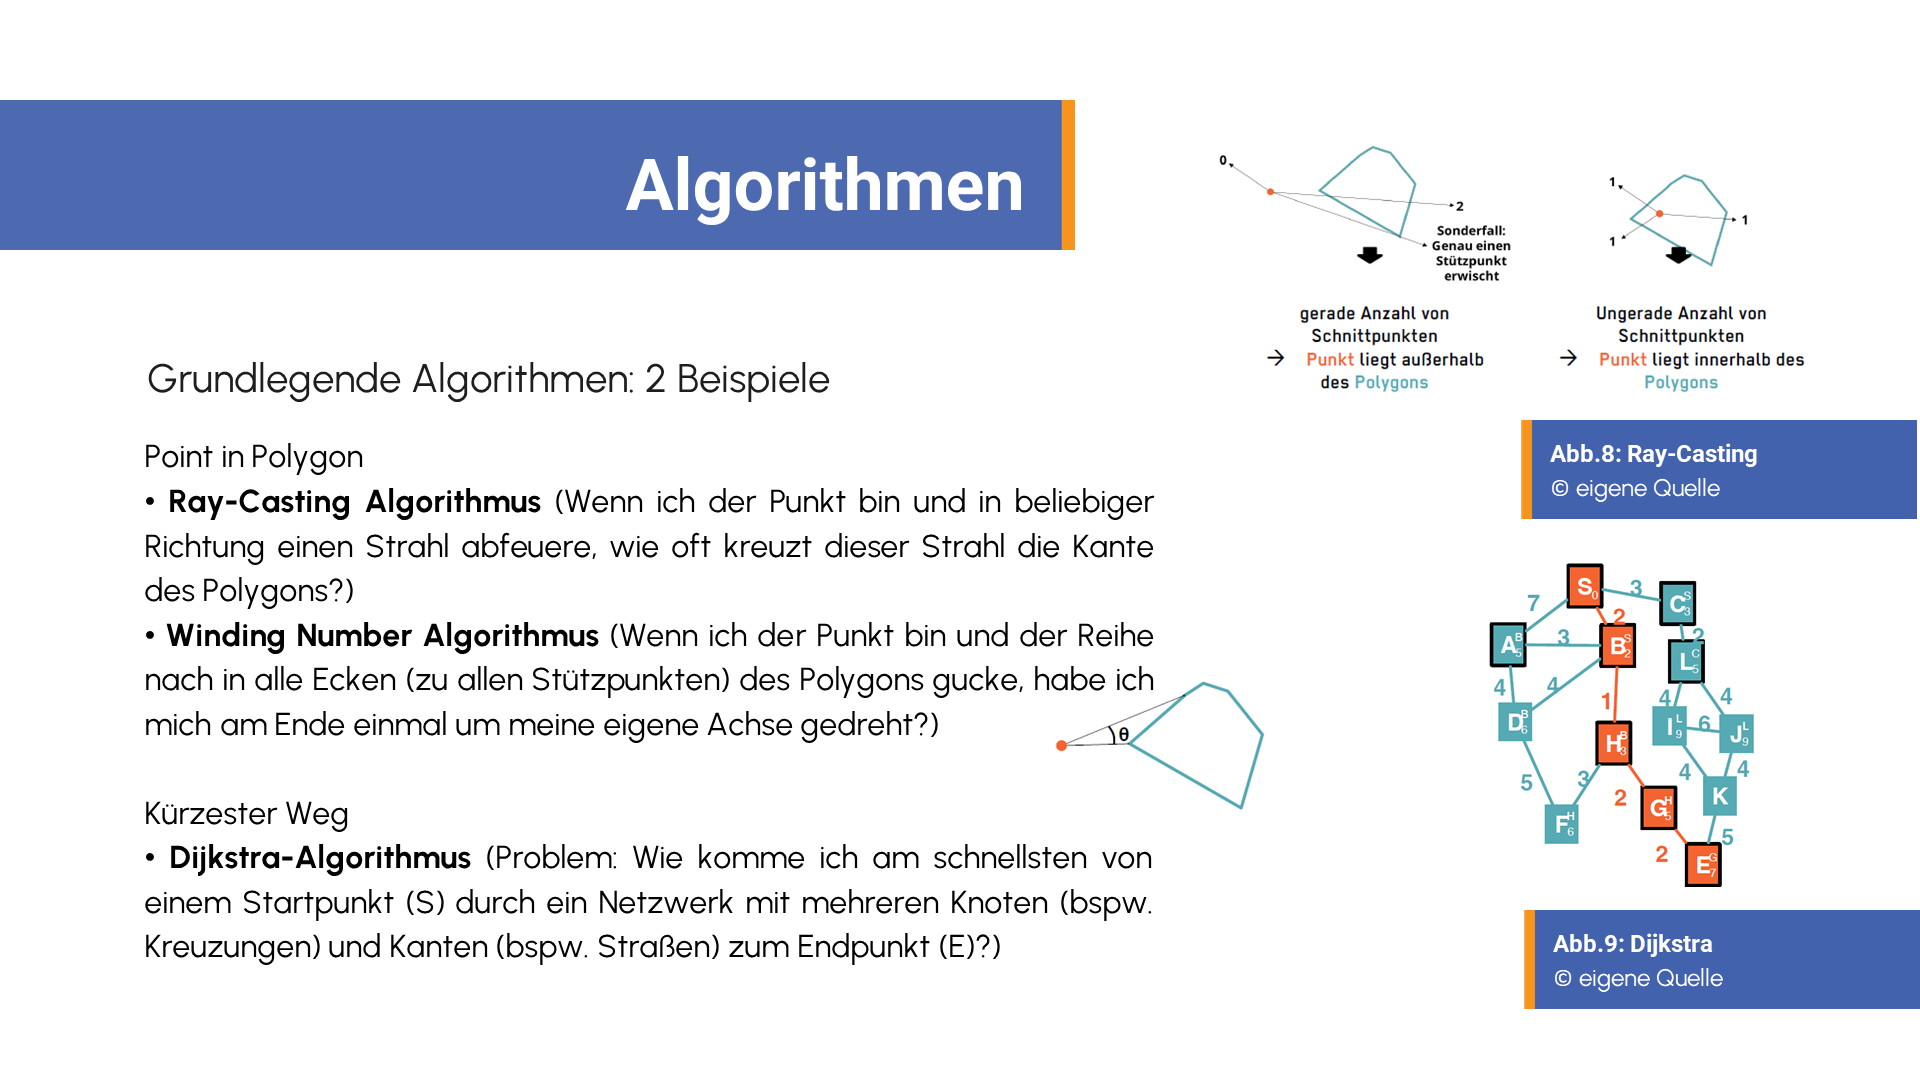 Algorithmen
Grundlegende Algorithmen: 2 Beispiele
Point in Polygon
• Ray-Casting Algorithmus (Wenn ich der Punkt bin und in beliebiger
Richtung einen Strahl abfeuere, wie oft kreuzt dieser Strahl die Kante
des Polygons?)
• Winding Number Algorithmus (Wenn ich der Punkt bin und der Reihe
nach in alle Ecken (zu allen Stützpunkten) des Polygons gucke, habe ich
mich am Ende einmal um meine eigene Achse gedreht?)
θ
Kürzester Weg
• Dijkstra-Algorithmus (Problem: Wie komme ich am schnellsten von
einem Startpunkt (S) durch ein Netzwerk mit mehreren Knoten (bspw.
Kreuzungen) und Kanten (bspw. Straßen) zum Endpunkt (E)?)
0
2
Sonderfall:
Genau einen
Stützpunkt
erwischt
gerade Anzahl von
Schnittpunkten
→ Punkt liegt außerhalb
des Polygons
1
1
1
Ungerade Anzahl von
Schnittpunkten
→ Punkt liegt innerhalb des
Polygons
Abb.8: Ray-Casting
© eigene Quelle
S 0
3
C S 3
7
2
A B 5
3
B S 2
2
L C 5
4
4
1
4
4
D B 6
H B 3
I L 9
6
J L 9
5
3
2
4
4
K
G H 5
F H 6
2
5
E G 7
Abb.9: Dijkstra
© eigene Quelle